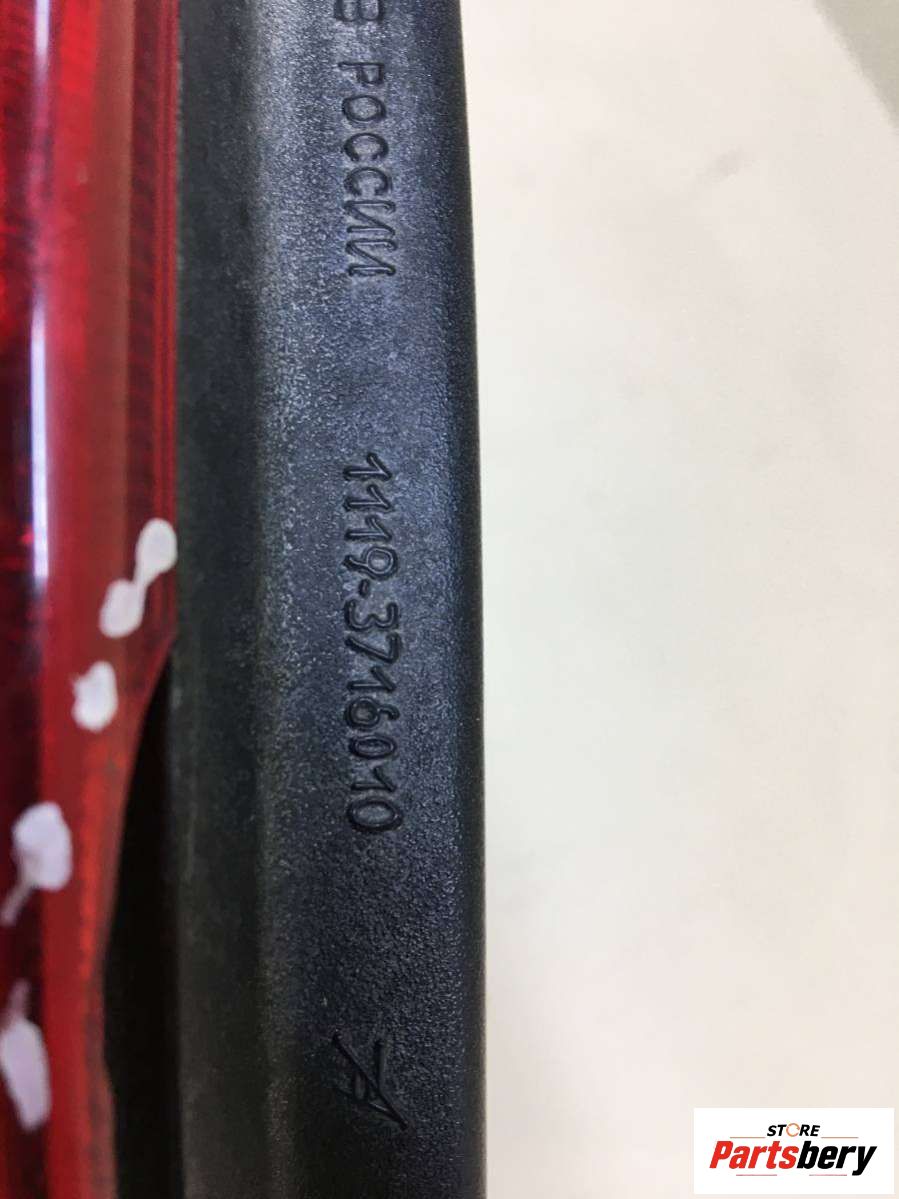 В РОССИИ
1119-3716010
STORE
Partsbery